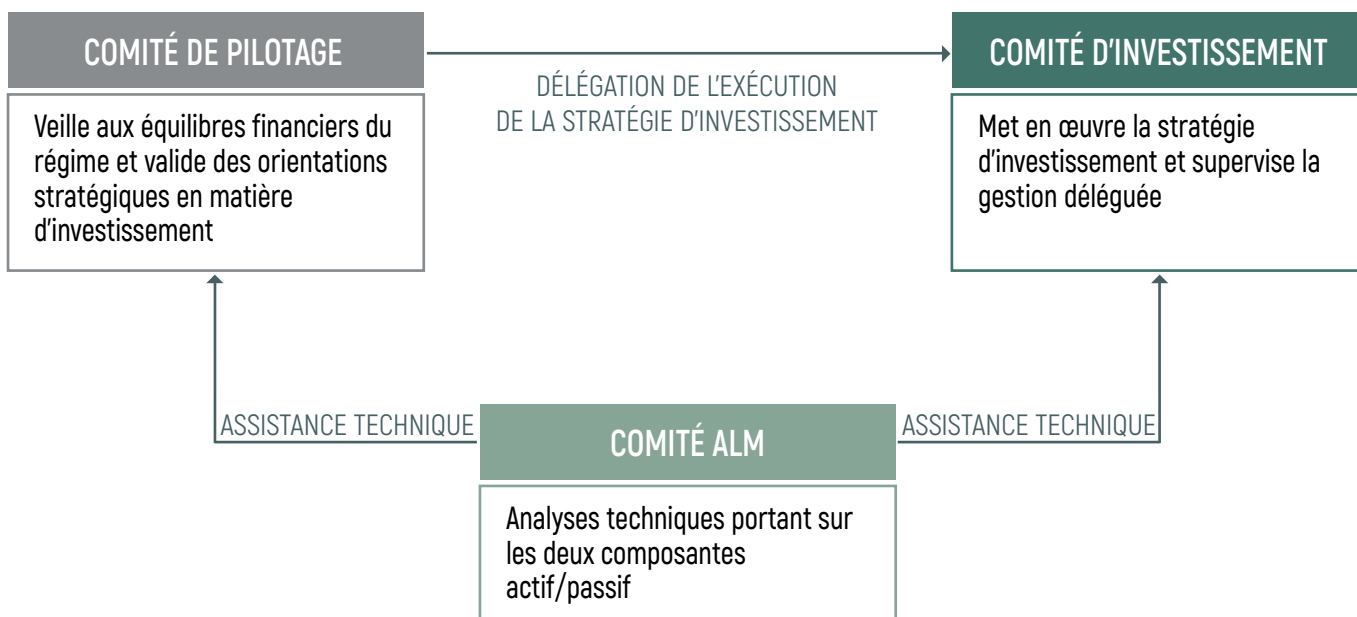 COMITÉ DE PILOTAGE
Veille aux équilibres financiers du
régime et valide des orientations
stratégiques en matière
d'investissement
DÉLÉGATION DE L'EXÉCUTION
DE LA STRATÉGIE D'INVESTISSEMENT
COMITÉ D'INVESTISSEMENT
Met en œuvre la stratégie
d'investissement et supervise la
gestion déléguée
ASSISTANCE TECHNIQUE
COMITÉ ALM
Analyses techniques portant sur
les deux composantes
actif/passif
ASSISTANCE TECHNIQUE